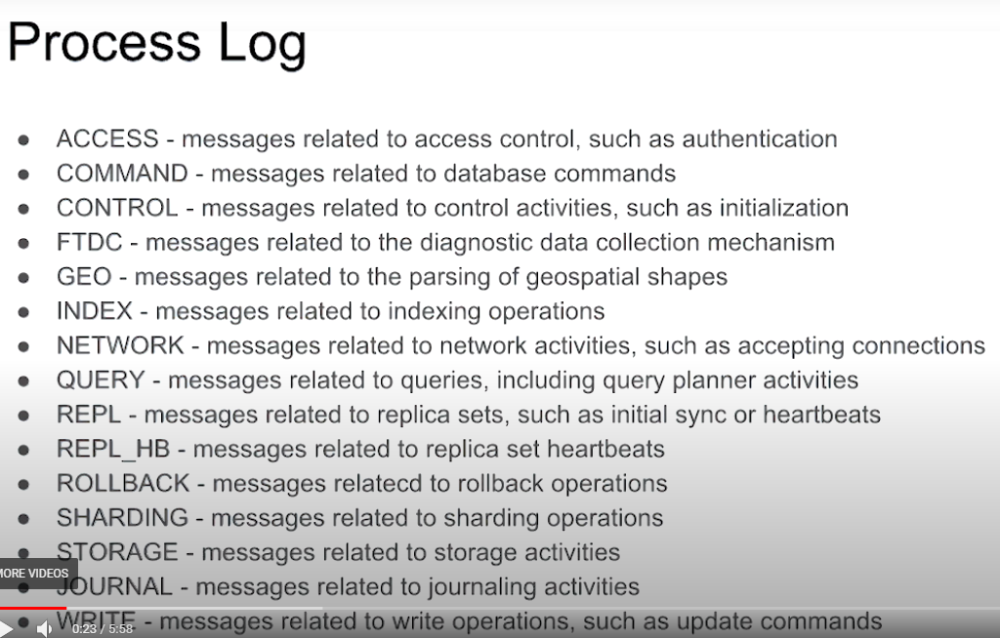 Process Log
● ACCESS - messages related to access control, such as authentication
● COMMAND - messages related to database commands
● CONTROL - messages related to control activities, such as initialization
● FTDC - messages related to the diagnostic data collection mechanism
● GEO - messages related to the parsing of geospatial shapes
● INDEX - messages related to indexing operations
● NETWORK - messages related to network activities, such as accepting connections
● QUERY - messages related to queries, including query planner activities
● REPL - messages related to replica sets, such as initial sync or heartbeats
● REPL_HB - messages related to replica set heartbeats
● ROLLBACK - messages relatecd to rollback operations
● SHARDING - messages related to sharding operations
● STORAGE - messages related to storage activities
MORE VIDEOS
● JOURNAL - messages related to journaling activities
● WRITE - messages related to write operations, such as update commands
0:23 / 5:58